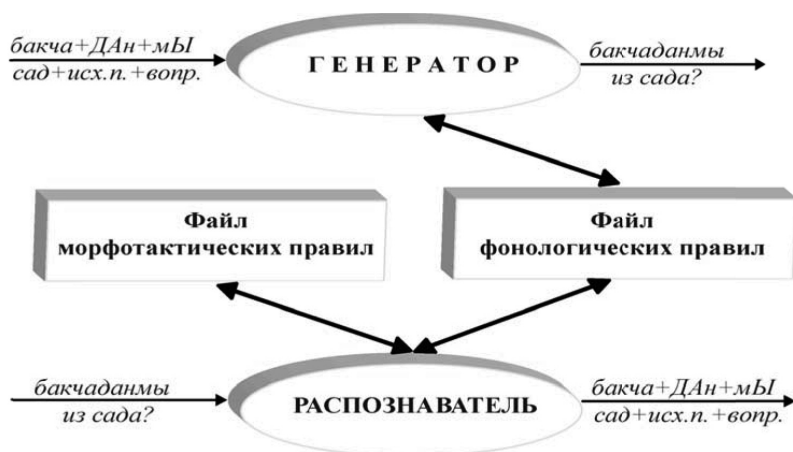 бакча+ДАн+мЫ
сад+исх.п.+вопр.
ГЕНЕРАТОР
бакчаданмы
из сада?
Файл
морфотактических правил
Файл
фонологических правил
бакчаданмы
из сада?
РАСПОЗНАВАТЕЛЬ
бакча+ДАн+мЫ
сад+исх.п.+вопр.